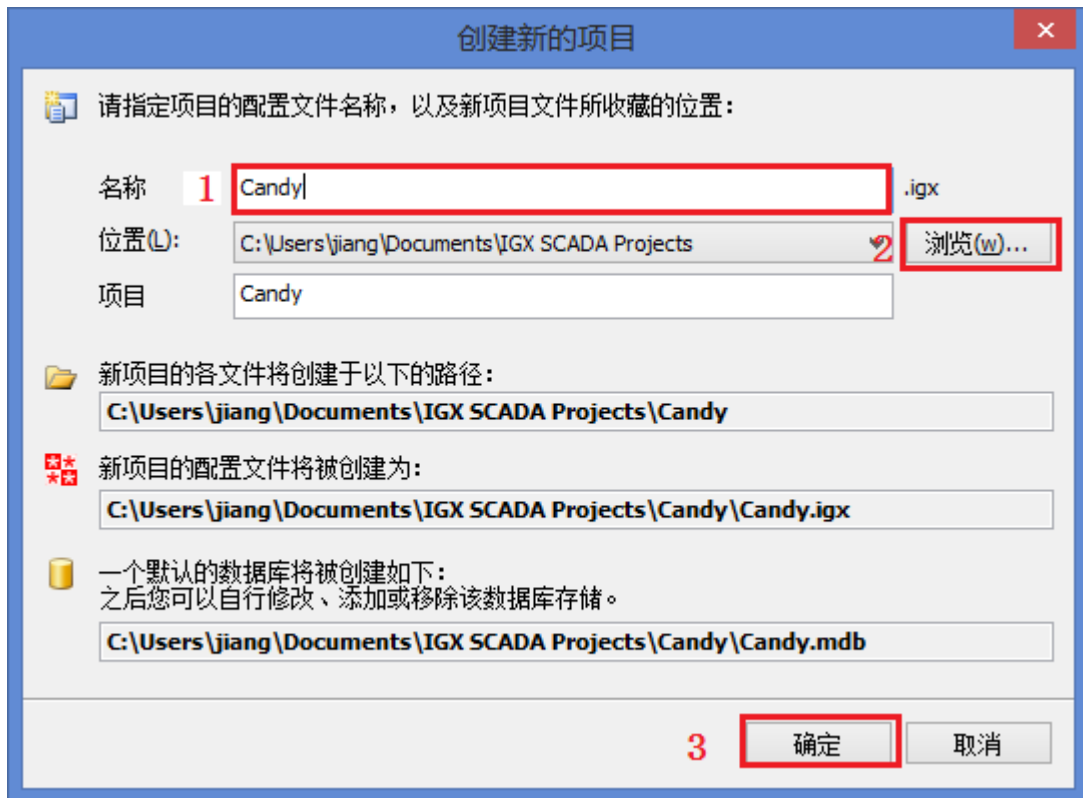 创建新的项目
请指定项目的配置文件名称，以及新项目文件所收藏的位置：
名称 1 Candy .igx
位置(L): C:\Users\jiang\Documents\IGX SCADA Projects 2 浏览(w)...
项目 Candy
新项目的各文件将创建于以下的路径：
C:\Users\jiang\Documents\IGX SCADA Projects\Candy
新项目的配置文件将被创建为：
C:\Users\jiang\Documents\IGX SCADA Projects\Candy\Candy.igx
一个默认的数据库将被创建如下：
之后您可以自行修改、添加或移除该数据库存储。
C:\Users\jiang\Documents\IGX SCADA Projects\Candy\Candy.mdb
3 确定 取消